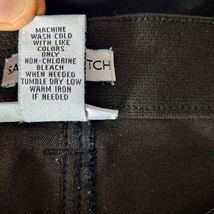 MACHINE
WASH COLD
WITH LIKE
COLORS
ONLY
NON-CHLORINE
BLEACH
WHEN NEEDED
TUMBLE DRY LOW
WARM IRON
IF NEEDED
SA
TCH